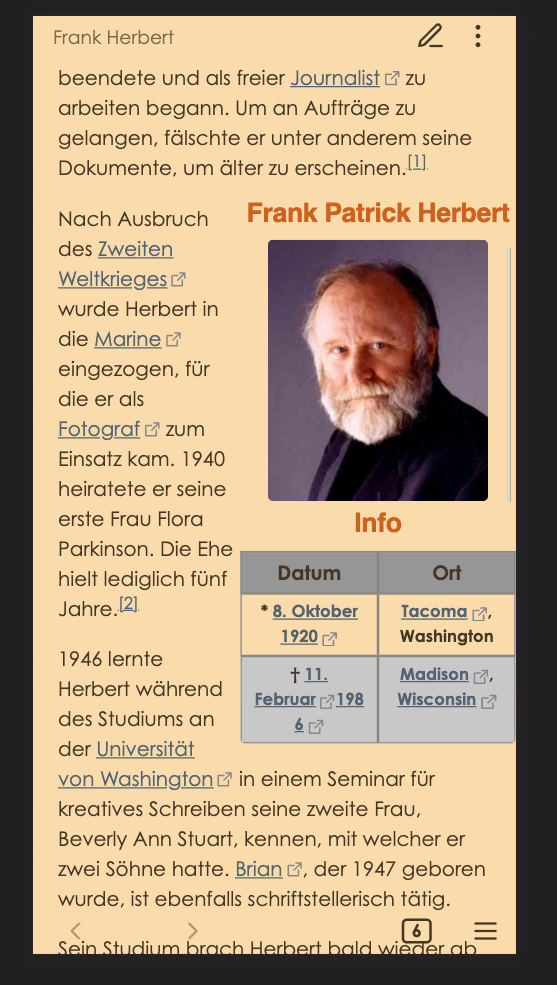 Frank Herbert
beendete und als freier Journalist zu
arbeiten begann. Um an Aufträge zu
gelangen, fälschte er unter anderem seine
Dokumente, um älter zu erscheinen.[1]
Nach Ausbruch
des Zweiten
Weltkrieges
wurde Herbert in
die Marine
eingezogen, für
die er als
Fotograf zum
Einsatz kam. 1940
heiratete er seine
erste Frau Flora
Parkinson. Die Ehe
hielt lediglich fünf
Jahre.[2]
Frank Patrick Herbert
Info
Datum Ort
* 8. Oktober
1920
Tacoma,
Washington
† 11.
Februar 198
6
Madison,
Wisconsin
1946 lernte
Herbert während
des Studiums an
der Universität
von Washington in einem Seminar für
kreatives Schreiben seine zweite Frau,
Beverly Ann Stuart, kennen, mit welcher er
zwei Söhne hatte. Brian, der 1947 geboren
wurde, ist ebenfalls schriftstellerisch tätig.
Sein Studium brach Herbert bald wieder ab
6